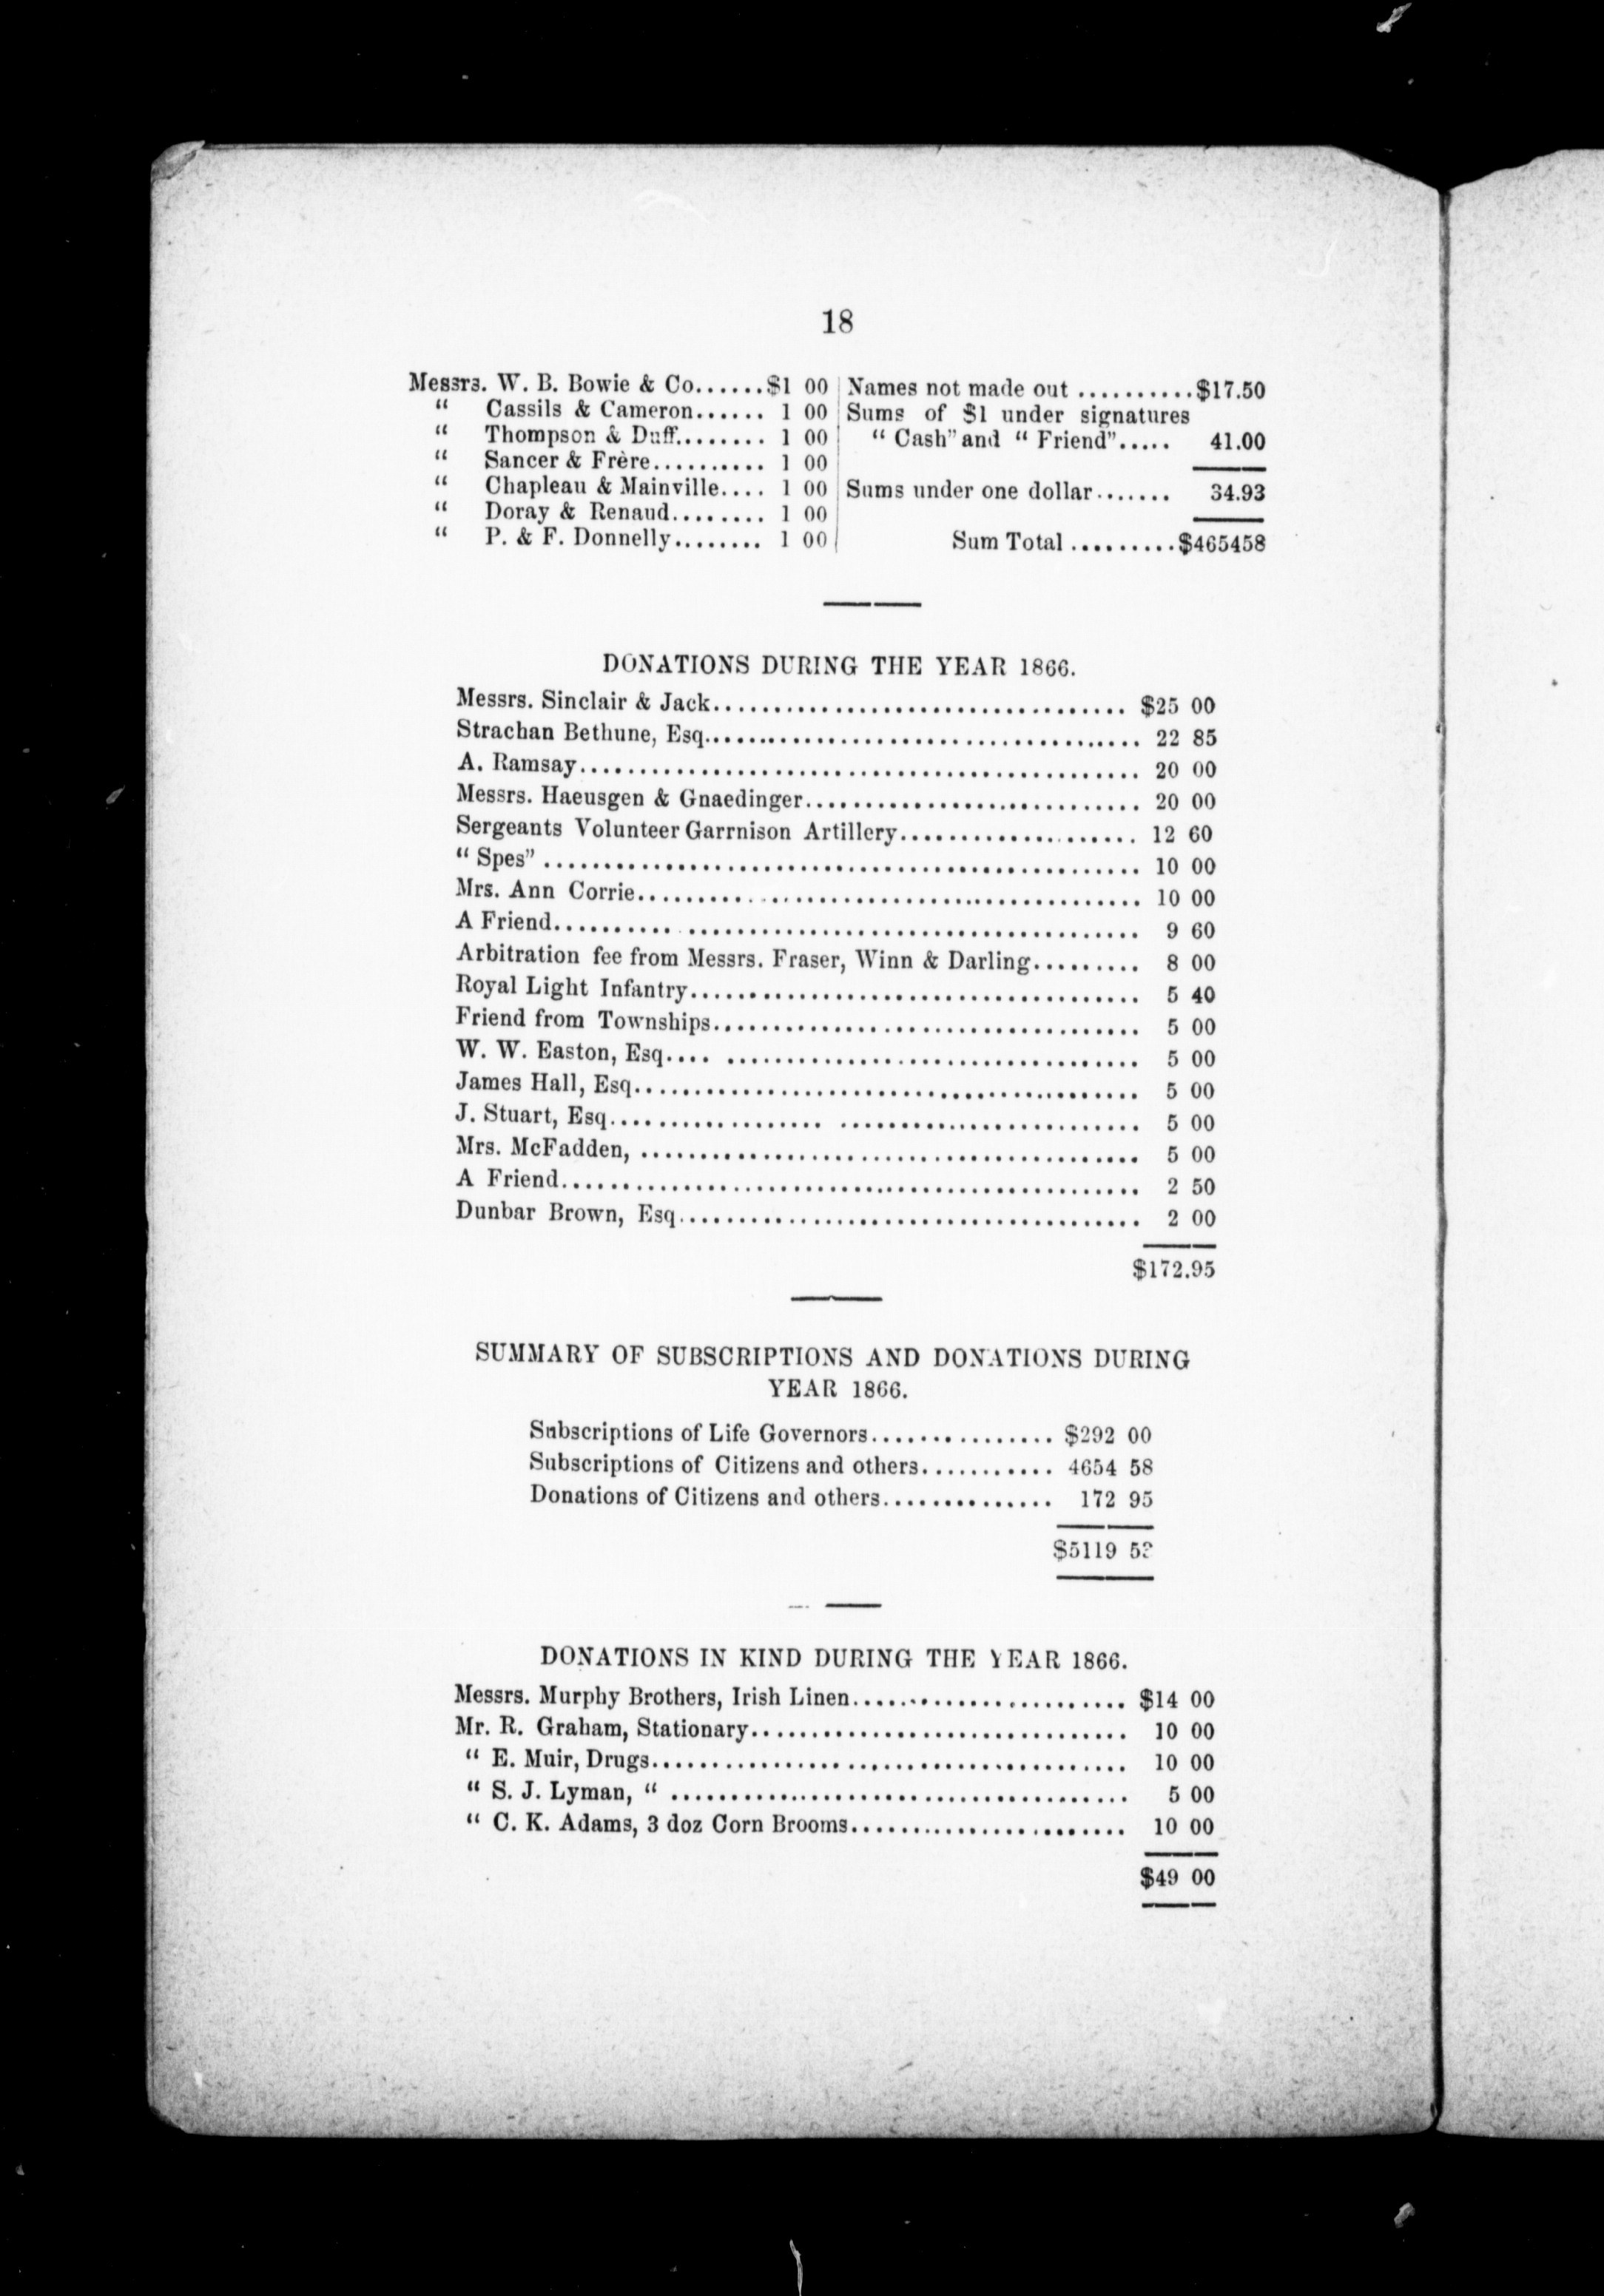 18
Messrs. W. B. Bowie & Co......$1 00
“ Cassils & Cameron...... 1 00
“ Thompson & Duff........ 1 00
“ Sancer & Frère.......... 1 00
“ Chapleau & Mainville.... 1 00
“ Doray & Renaud........ 1 00
“ P. & F. Donnelly........ 1 00
Names not made out ..........$17.50
Sums of $1 under signatures
“ Cash” and “ Friend”..... 41.00
Sums under one dollar....... 34.93
Sum Total .........$465458
DONATIONS DURING THE YEAR 1866.
Messrs. Sinclair & Jack.................................. $25 00
Strachan Bethune, Esq.................................... 22 85
A. Ramsay.............................................. 20 00
Messrs. Haeusgen & Gnaedinger............................ 20 00
Sergeants Volunteer Garrnison Artillery.................... 12 60
“ Spes” ................................................. 10 00
Mrs. Ann Corrie.......................................... 10 00
A Friend................................................ 9 60
Arbitration fee from Messrs. Fraser, Winn & Darling......... 8 00
Royal Light Infantry..................................... 5 40
Friend from Townships................................... 5 00
W. W. Easton, Esq.... .................................. 5 00
James Hall, Esq.......................................... 5 00
J. Stuart, Esq.................. ......................... 5 00
Mrs. McFadden, ......................................... 5 00
A Friend................................................ 2 50
Dunbar Brown, Esq...................................... 2 00
$172.95
SUMMARY OF SUBSCRIPTIONS AND DONATIONS DURING
YEAR 1866.
Subscriptions of Life Governors............... $292 00
Subscriptions of Citizens and others........... 4654 58
Donations of Citizens and others.............. 172 95
$5119 53
DONATIONS IN KIND DURING THE YEAR 1866.
Messrs. Murphy Brothers, Irish Linen....................... $14 00
Mr. R. Graham, Stationary............................... 10 00
“ E. Muir, Drugs....................................... 10 00
“ S. J. Lyman, “ ...................................... 5 00
“ C. K. Adams, 3 doz Corn Brooms....................... 10 00
$49 00